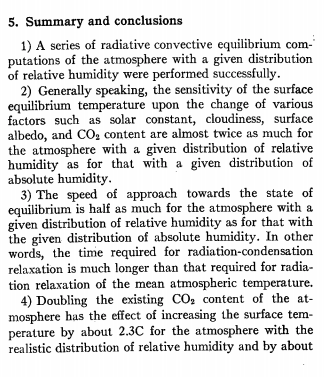 5. Summary and conclusions
1) A series of radiative convective equilibrium com-
putations of the atmosphere with a given distribution
of relative humidity were performed successfully.
2) Generally speaking, the sensitivity of the surface
equilibrium temperature upon the change of various
factors such as solar constant, cloudiness, surface
albedo, and CO₂ content are almost twice as much for
the atmosphere with a given distribution of relative
humidity as for that with a given distribution of
absolute humidity.
3) The speed of approach towards the state of
equilibrium is half as much for the atmosphere with a
given distribution of relative humidity as for that with
the given distribution of absolute humidity. In other
words, the time required for radiation-condensation
relaxation is much longer than that required for radia-
tion relaxation of the mean atmospheric temperature.
4) Doubling the existing CO₂ content of the at-
mosphere has the effect of increasing the surface tem-
perature by about 2.3C for the atmosphere with the
realistic distribution of relative humidity and by about